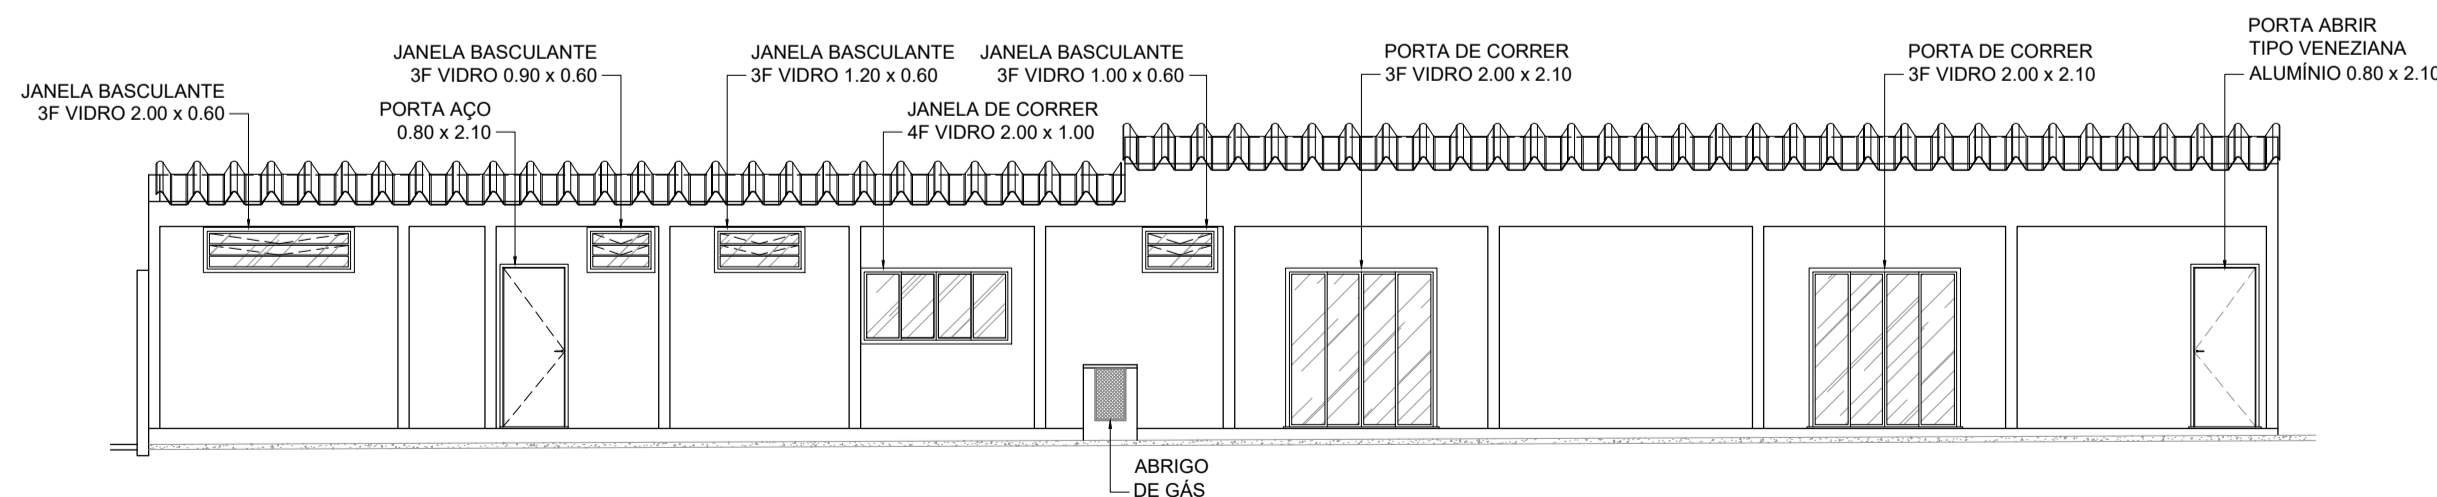 JANELA BASCULANTE
3F VIDRO 2.00 x 0.60
JANELA BASCULANTE
3F VIDRO 0.90 x 0.60
PORTA AÇO
0.80 x 2.10
JANELA BASCULANTE
3F VIDRO 1.20 x 0.60
JANELA DE CORRER
4F VIDRO 2.00 x 1.00
JANELA BASCULANTE
3F VIDRO 1.00 x 0.60
PORTA DE CORRER
3F VIDRO 2.00 x 2.10
PORTA DE CORRER
3F VIDRO 2.00 x 2.10
PORTA ABRIR
TIPO VENEZIANA
ALUMÍNIO 0.80 x 2.10
ABRIGO
DE GÁS